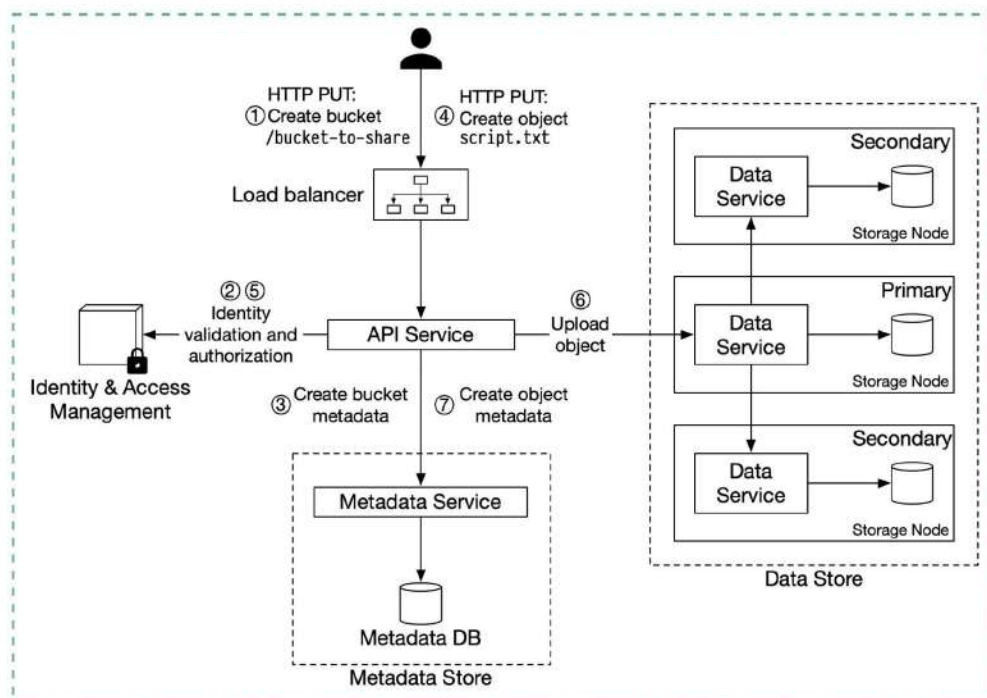 HTTP PUT:
① Create bucket
/bucket-to-share
HTTP PUT:
④ Create object
script.txt
Load balancer
② ⑤
Identity
validation and
authorization
Identity & Access
Management
API Service
⑥
Upload
object
③ Create bucket
metadata
⑦ Create object
metadata
Metadata Service
Metadata DB
Metadata Store
Secondary
Data
Service
Storage Node
Primary
Data
Service
Storage Node
Secondary
Data
Service
Storage Node
Data Store